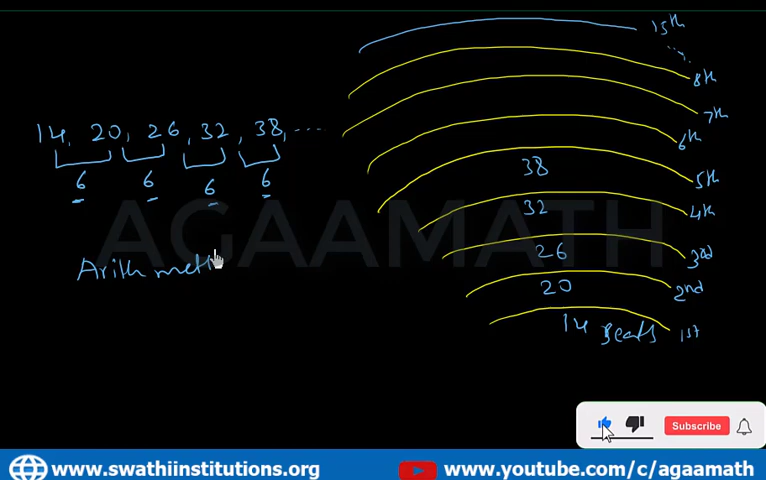 15th
8th
7th
14, 20, 26, 32, 38, ....
6th
6 6 6 6
38
5th
32
4th
AGAAMATH
Arithmet
26
3rd
20
2nd
14 seats
1st
Subscribe
www.swathiinstitutions.org
www.youtube.com/c/agaamath